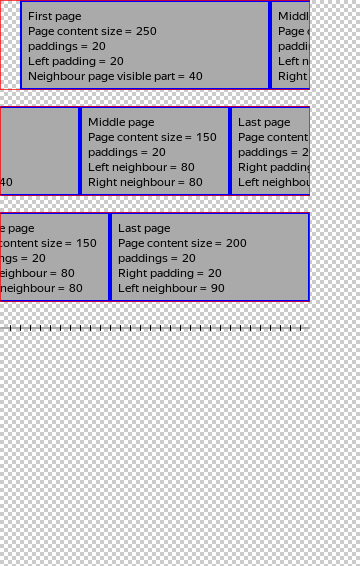 First page
Page content size = 250
paddings = 20
Left padding = 20
Neighbour page visible part = 40
Middl
Page c
paddi
Left n
Right
40
Middle page
Page content size = 150
paddings = 20
Left neighbour = 80
Right neighbour = 80
Last page
Page content
paddings = 2
Right padding
Left neighbou
e page
content size = 150
ngs = 20
eighbour = 80
neighbour = 80
Last page
Page content size = 200
paddings = 20
Right padding = 20
Left neighbour = 90